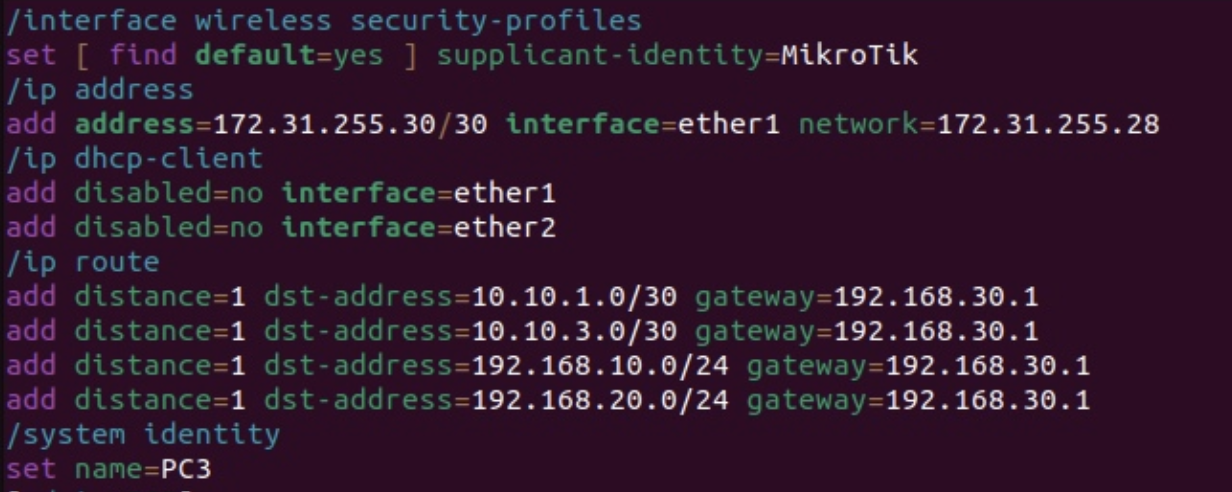 /interface wireless security-profiles
set [ find default=yes ] supplicant-identity=MikroTik
/ip address
add address=172.31.255.30/30 interface=ether1 network=172.31.255.28
/ip dhcp-client
add disabled=no interface=ether1
add disabled=no interface=ether2
/ip route
add distance=1 dst-address=10.10.1.0/30 gateway=192.168.30.1
add distance=1 dst-address=10.10.3.0/30 gateway=192.168.30.1
add distance=1 dst-address=192.168.10.0/24 gateway=192.168.30.1
add distance=1 dst-address=192.168.20.0/24 gateway=192.168.30.1
/system identity
set name=PC3